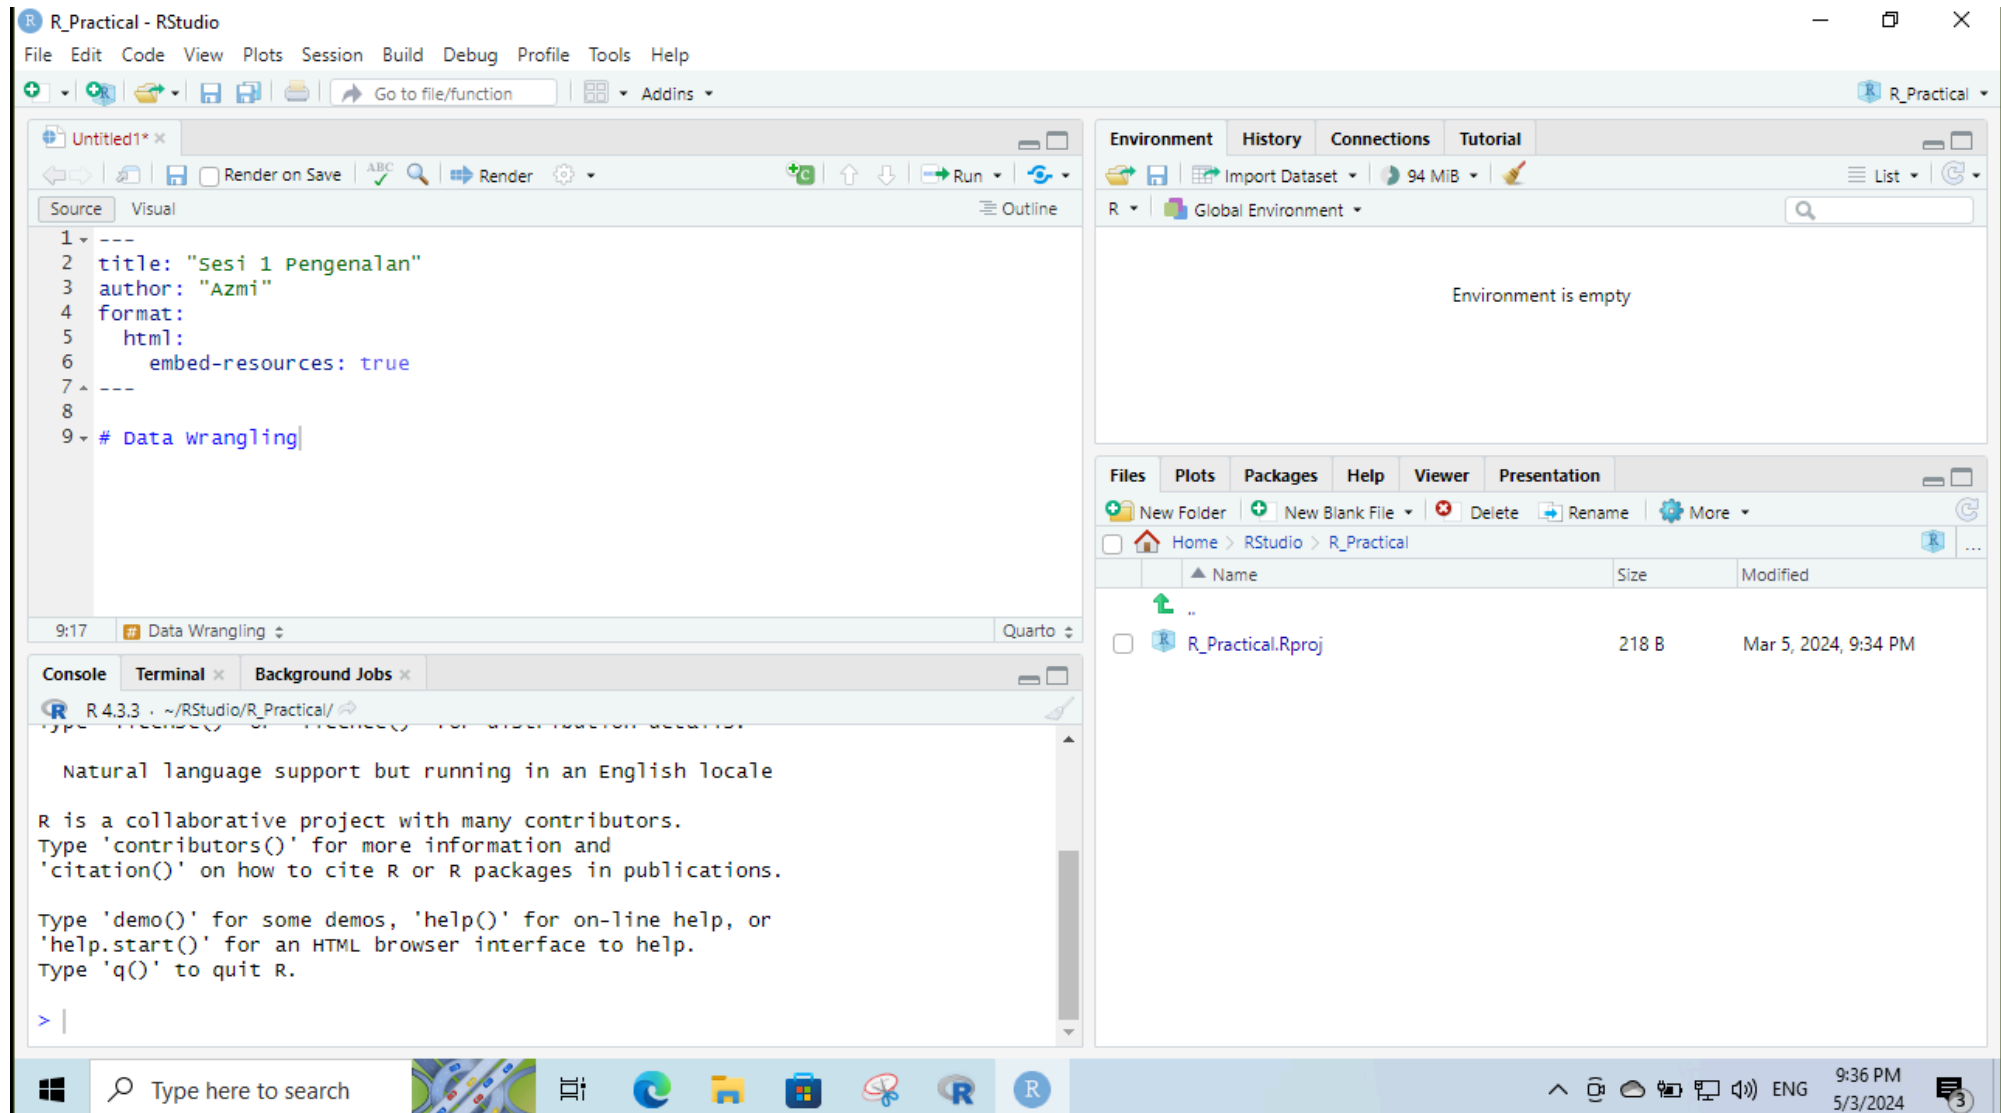 R_Practical - RStudio
File Edit Code View Plots Session Build Debug Profile Tools Help
Go to file/function Addins R_Practical
Untitled1*
Render on Save ABC Render Run
Source Visual Outline
1 ---
2 title: "Sesi 1 Pengenalan"
3 author: "Azmi"
4 format:
5 html:
6 embed-resources: true
7 ---
8
9 # Data Wrangling
9:17 # Data Wrangling Quarto
Console Terminal Background Jobs
R R 4.3.3 · ~/RStudio/R_Practical/
Type 'license()' or 'licence()' for distribution details.
Natural language support but running in an English locale
R is a collaborative project with many contributors.
Type 'contributors()' for more information and
'citation()' on how to cite R or R packages in publications.
Type 'demo()' for some demos, 'help()' for on-line help, or
'help.start()' for an HTML browser interface to help.
Type 'q()' to quit R.
>
Environment History Connections Tutorial
Import Dataset 94 MiB List
R Global Environment
Environment is empty
Files Plots Packages Help Viewer Presentation
New Folder New Blank File Delete Rename More
Home > RStudio > R_Practical ...
Name Size Modified
..
R_Practical.Rproj 218 B Mar 5, 2024, 9:34 PM
Type here to search
ENG
9:36 PM
5/3/2024
3